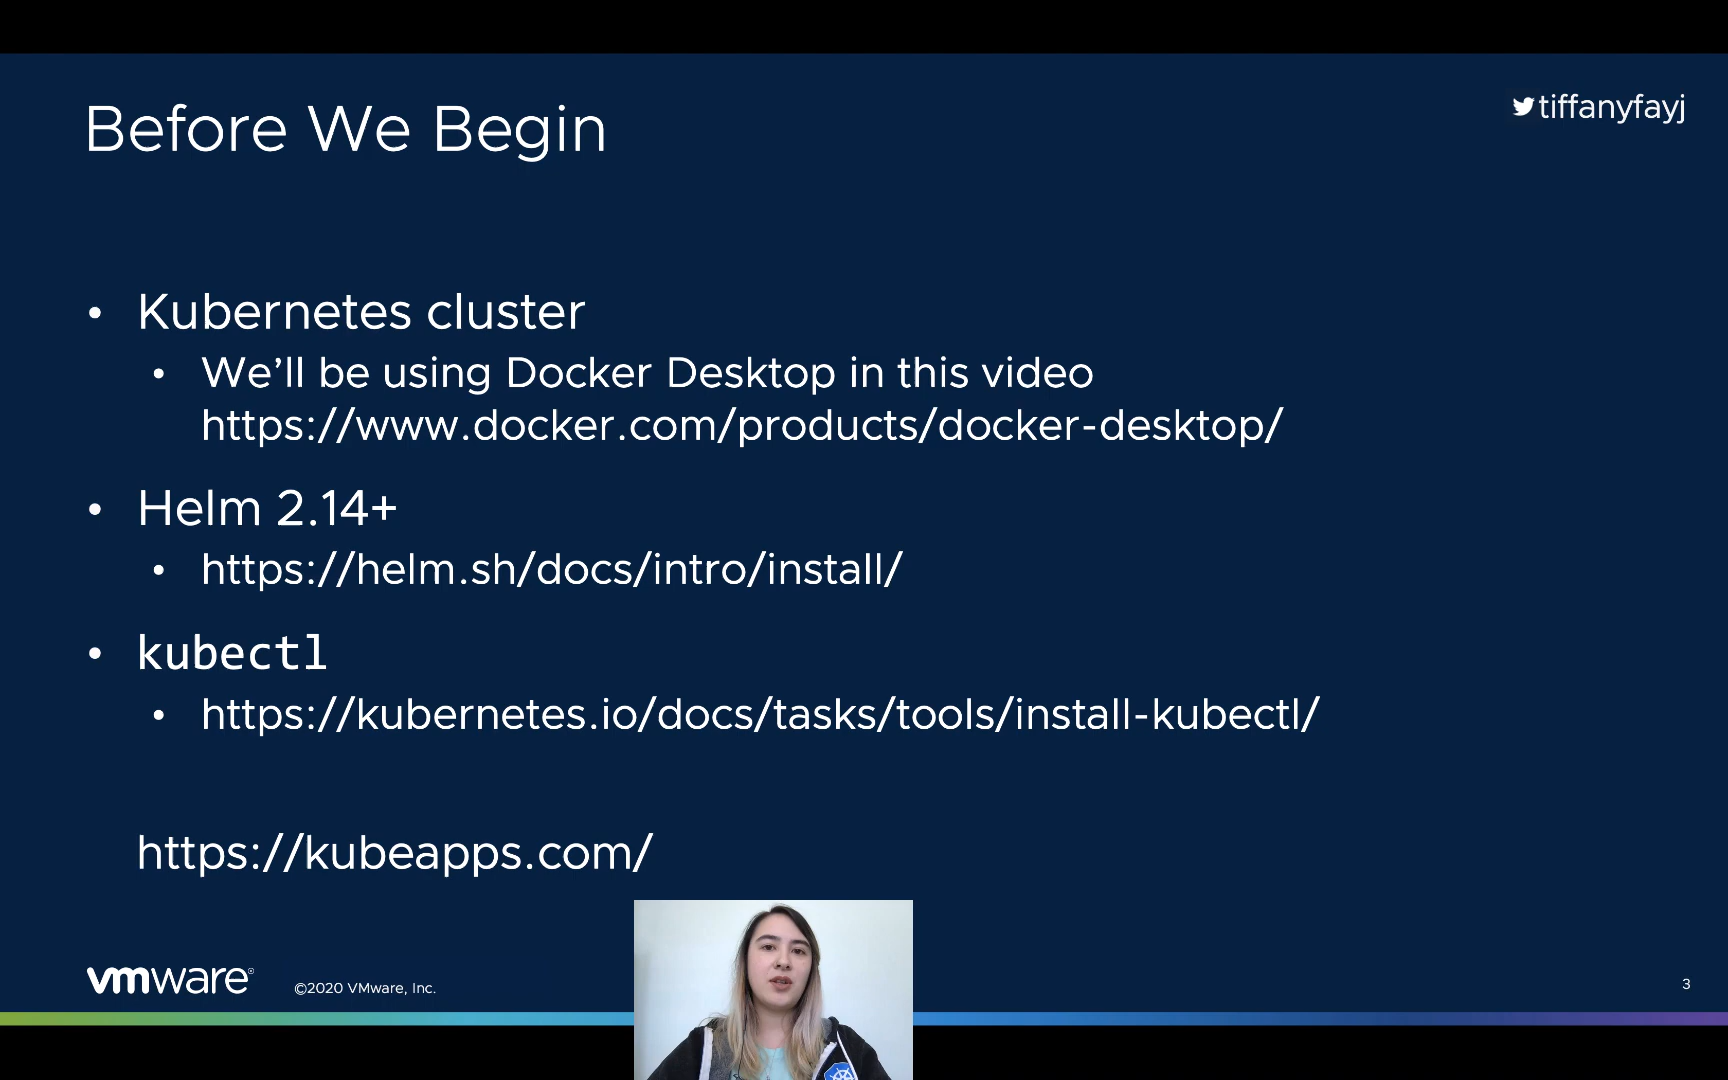 Before We Begin
tiffanyfayj
• Kubernetes cluster
• We’ll be using Docker Desktop in this video
https://www.docker.com/products/docker-desktop/
• Helm 2.14+
• https://helm.sh/docs/intro/install/
• kubectl
• https://kubernetes.io/docs/tasks/tools/install-kubectl/
https://kubeapps.com/
vmware®
©2020 VMware, Inc.
3